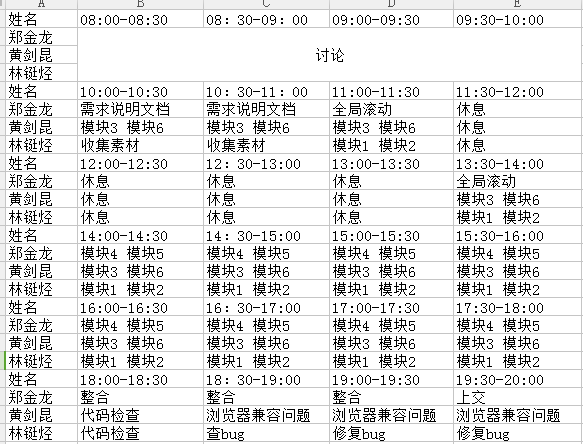 A B C D E
姓名 08:00-08:30 08：30-09：00 09:00-09:30 09:30-10:00
郑金龙
黄剑昆 讨论
林铤烃
姓名 10:00-10:30 10：30-11：00 11:00-11:30 11:30-12:00
郑金龙 需求说明文档 需求说明文档 全局滚动 休息
黄剑昆 模块3 模块6 模块3 模块6 模块3 模块6 休息
林铤烃 收集素材 收集素材 模块1 模块2 休息
姓名 12:00-12:30 12：30-13:00 13:00-13:30 13:30-14:00
郑金龙 休息 休息 休息 全局滚动
黄剑昆 休息 休息 休息 模块3 模块6
林铤烃 休息 休息 休息 模块1 模块2
姓名 14:00-14:30 14：30-15:00 15:00-15:30 15:30-16:00
郑金龙 模块4 模块5 模块4 模块5 模块4 模块5 模块4 模块5
黄剑昆 模块3 模块6 模块3 模块6 模块3 模块6 模块3 模块6
林铤烃 模块1 模块2 模块1 模块2 模块1 模块2 模块1 模块2
姓名 16:00-16:30 16：30-17:00 17:00-17:30 17:30-18:00
郑金龙 模块4 模块5 模块4 模块5 模块4 模块5 模块4 模块5
黄剑昆 模块3 模块6 模块3 模块6 模块3 模块6 模块3 模块6
林铤烃 模块1 模块2 模块1 模块2 模块1 模块2 模块1 模块2
姓名 18:00-18:30 18：30-19:00 19:00-19:30 19:30-20:00
郑金龙 整合 整合 整合 上交
黄剑昆 代码检查 浏览器兼容问题 浏览器兼容问题 浏览器兼容问题
林铤烃 代码检查 查bug 修复bug 修复bug